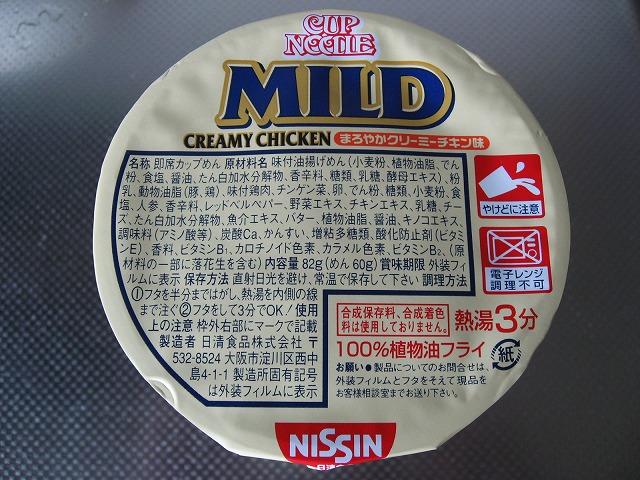 CUP
NOODLE
MILD
CREAMY CHICKEN まろやかクリーミーチキン味
名称 即席カップめん 原材料名 味付油揚げめん(小麦粉、植物油脂、でん
粉、食塩、醤油、たん白加水分解物、香辛料、糖類、乳糖、酵母エキス)、粉
乳、動物油脂(豚、鶏)、味付鶏肉、チンゲン菜、卵、でん粉、糖類、小麦粉、食
塩、人参、香辛料、レッドベルペパー、野菜エキス、チキンエキス、乳糖、チー
ズ、たん白加水分解物、魚介エキス、バター、植物油脂、醤油、キノコエキス、
調味料(アミノ酸等)、炭酸Ca、かんすい、増粘多糖類、酸化防止剤(ビタミ
ンE)、香料、ビタミンB₁、カロチノイド色素、カラメル色素、ビタミンB₂、(原
材料の一部に落花生を含む) 内容量 82g(めん 60g) 賞味期限 外装フィ
ルムに表示 保存方法 直射日光を避け、常温で保存して下さい 調理方法
①フタを半分まではがし、熱湯を内側の線
まで注ぐ②フタをして3分でOK! 使用
上の注意 枠外右部にマークで記載
製造者 日清食品株式会社 〒
532-8524 大阪市淀川区西中
島4-1-1 製造所固有記号
は外装フィルムに表示
やけどに注意
電子レンジ
調理不可
合成保存料、合成着色
料は使用しておりません。
熱湯3分
100%植物油フライ
紙
お願い●製品についてのお問合せは、
外装フィルムとフタをそえて現品を
お客様相談室までお送り下さい。
NISSIN